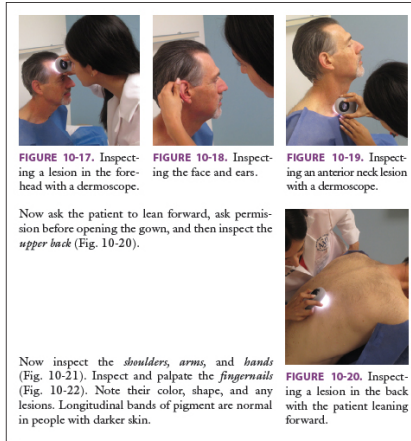 FIGURE 10-17. Inspect-
ing a lesion in the fore-
head with a dermoscope.
FIGURE 10-18. Inspect-
ing the face and ears.
FIGURE 10-19. Inspect-
ing an anterior neck lesion
with a dermoscope.
Now ask the patient to lean forward, ask permis-
sion before opening the gown, and then inspect the
upper back (Fig. 10-20).
Now inspect the shoulders, arms, and hands
(Fig. 10-21). Inspect and palpate the fingernails
(Fig. 10-22). Note their color, shape, and any
lesions. Longitudinal bands of pigment are normal
in people with darker skin.
FIGURE 10-20. Inspect-
ing a lesion in the back
with the patient leaning
forward.